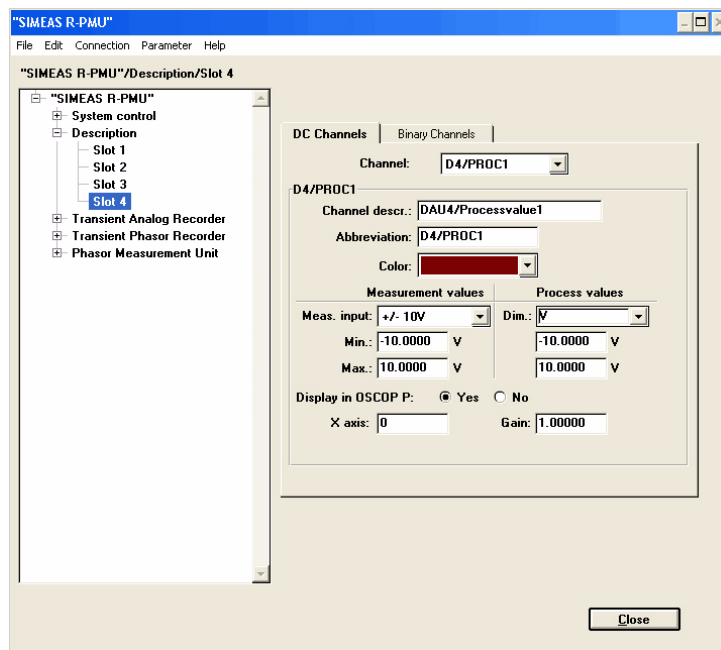 "SIMEAS R-PMU"
File Edit Connection Parameter Help
"SIMEAS R-PMU"/Description/Slot 4
"SIMEAS R-PMU"
System control
Description
Slot 1
Slot 2
Slot 3
Slot 4
Transient Analog Recorder
Transient Phasor Recorder
Phasor Measurement Unit
DC Channels Binary Channels
Channel: D4/PROC1
D4/PROC1
Channel descr.: DAU4/Processvalue1
Abbreviation: D4/PROC1
Color:
Measurement values Process values
Meas. input: +/- 10V Dim.: V
Min.: -10.0000 V -10.0000 V
Max.: 10.0000 V 10.0000 V
Display in OSCOP P: Yes No
X axis: 0 Gain: 1.00000
Close